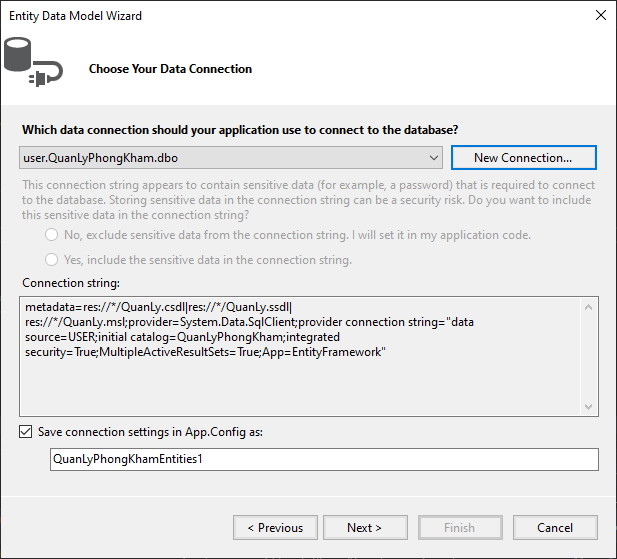 Entity Data Model Wizard
Choose Your Data Connection
Which data connection should your application use to connect to the database?
user.QuanLyPhongKham.dbo
New Connection...
This connection string appears to contain sensitive data (for example, a password) that is required to connect
to the database. Storing sensitive data in the connection string can be a security risk. Do you want to include
this sensitive data in the connection string?
No, exclude sensitive data from the connection string. I will set it in my application code.
Yes, include the sensitive data in the connection string.
Connection string:
metadata=res://*/QuanLy.csdl|res://*/QuanLy.ssdl|
res://*/QuanLy.msl;provider=System.Data.SqlClient;provider connection string="data
source=USER;initial catalog=QuanLyPhongKham;integrated
security=True;MultipleActiveResultSets=True;App=EntityFramework"
Save connection settings in App.Config as:
QuanLyPhongKhamEntities1
< Previous
Next >
Finish
Cancel